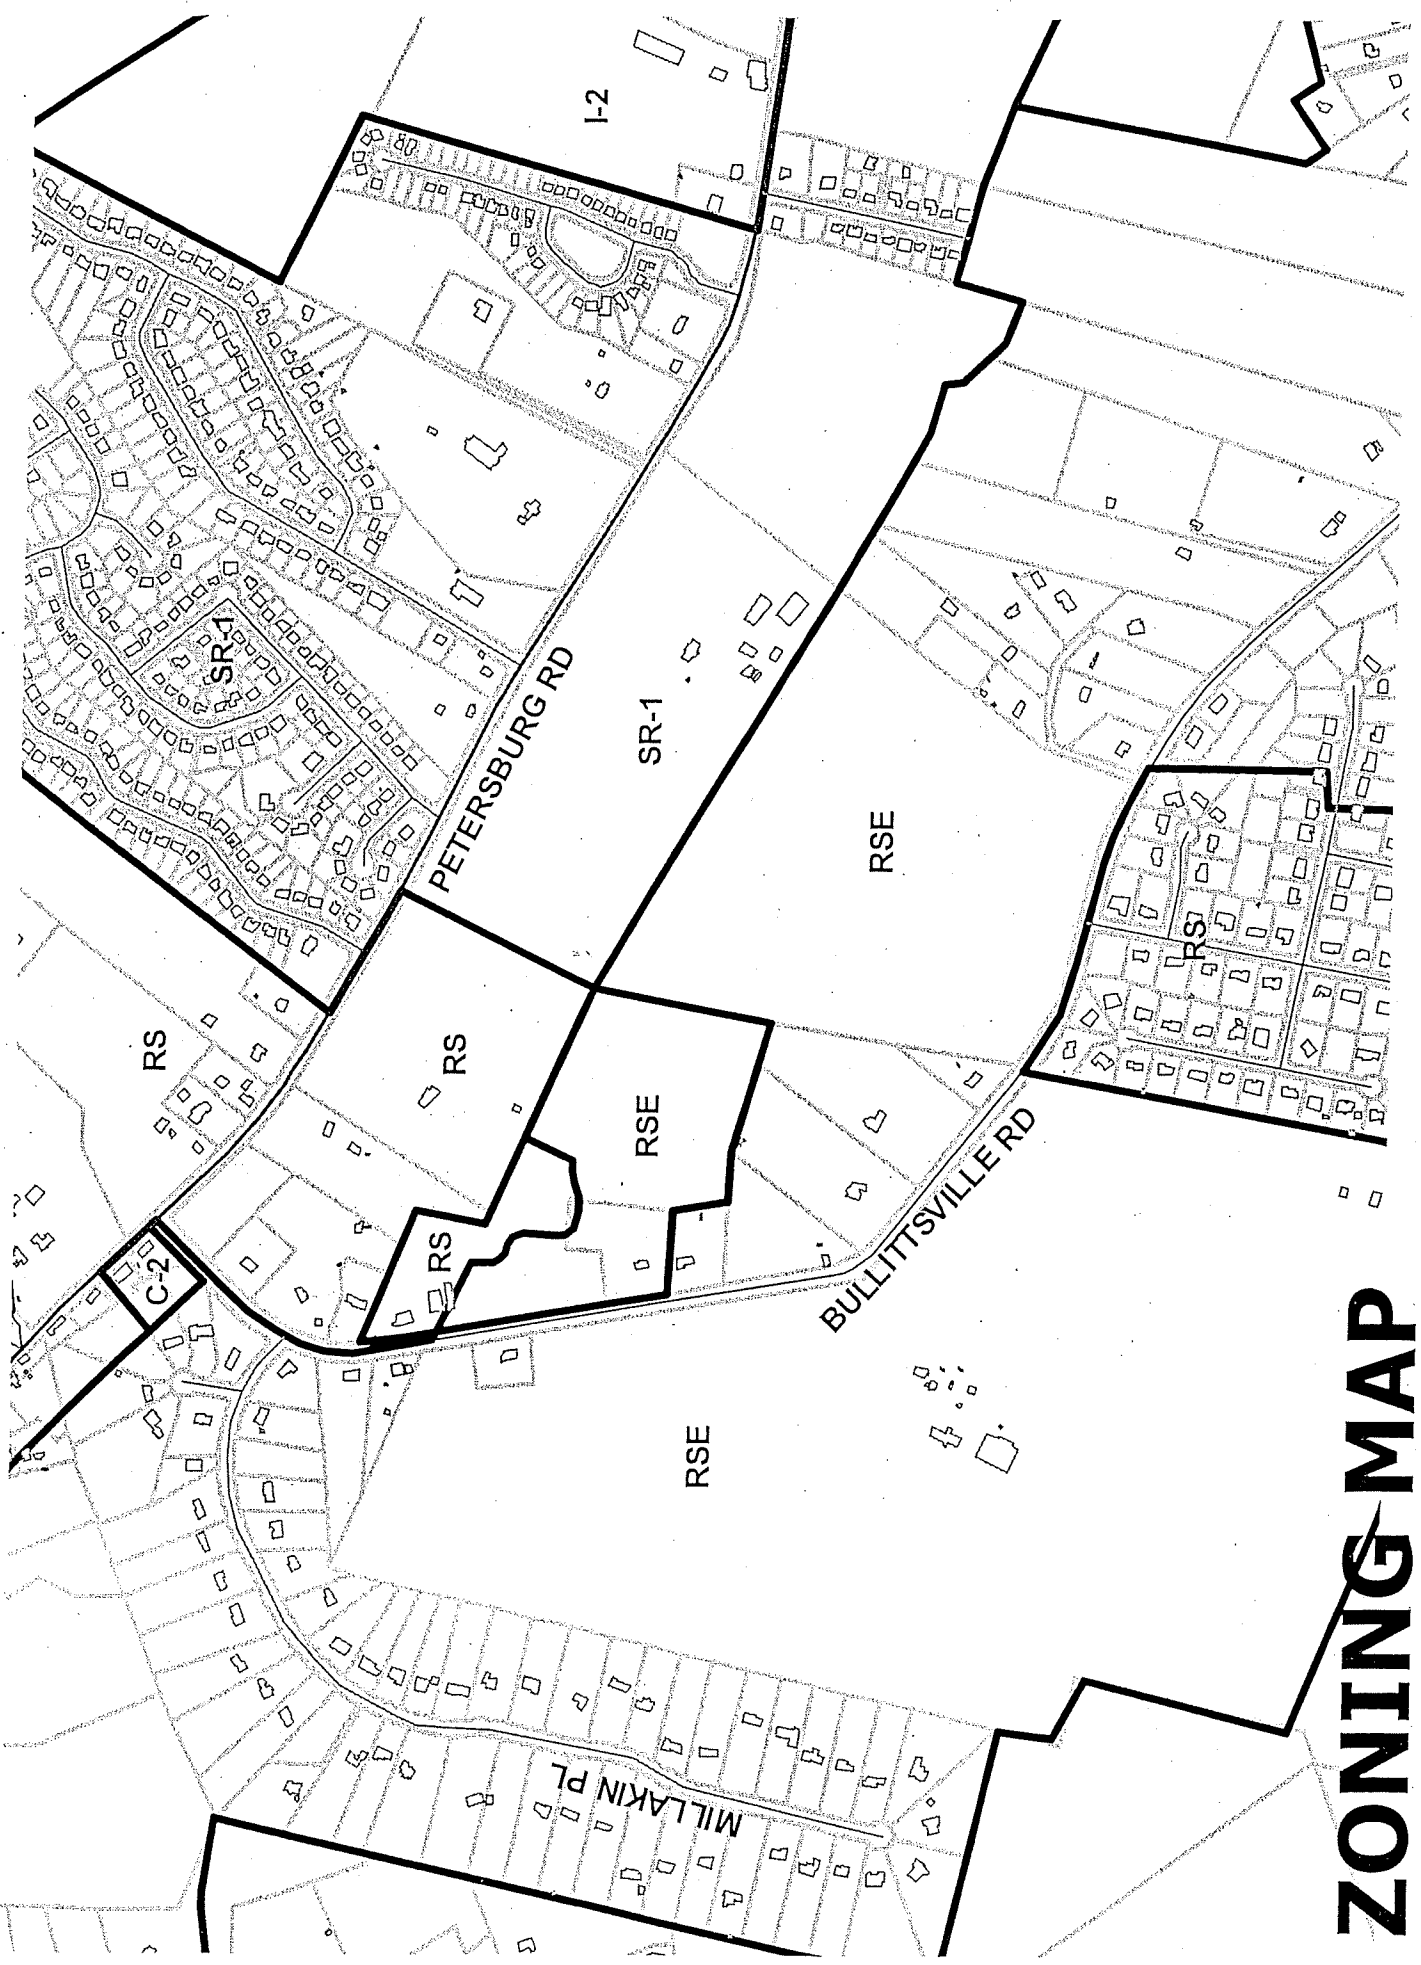 I-2
SR-1
PETERSBURG RD
SR-1
RSE
RS
RS
RS
RSE
RS
C-2
BULLITTSVILLE RD
RSE
MILLAKIN PL
ZONING MAP